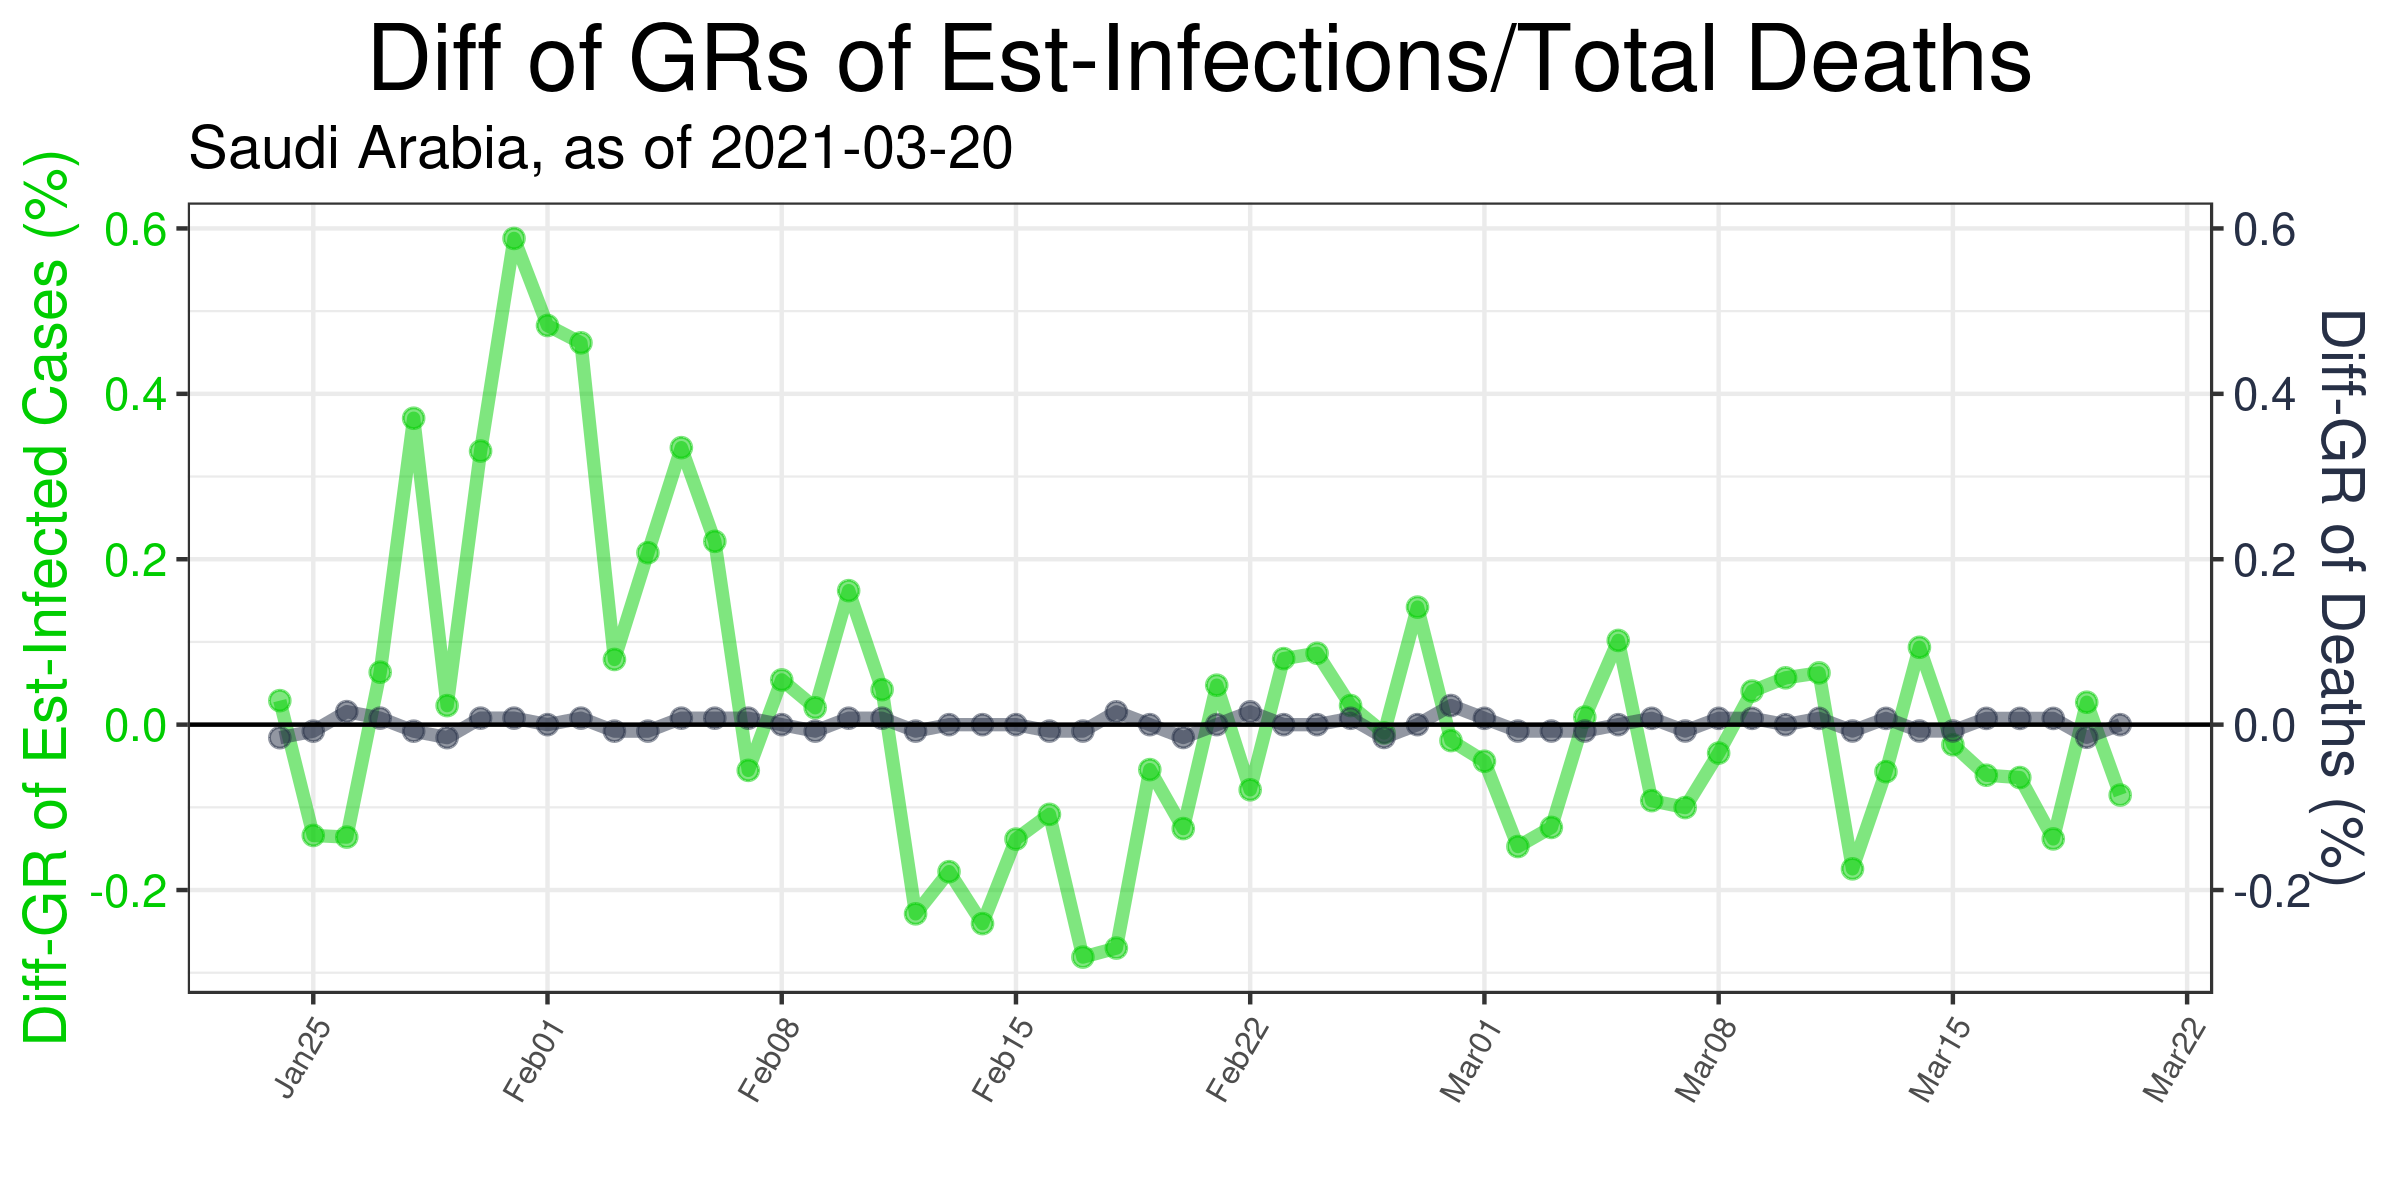 Diff of GRs of Est-Infections/Total Deaths
Saudi Arabia, as of 2021-03-20
Diff-GR of Est-Infected Cases (%)
0.6
0.4
0.2
0.0
-0.2
0.6
0.4
0.2
0.0
-0.2
Diff-GR of Deaths (%)
Jan25
Feb01
Feb08
Feb15
Feb22
Mar01
Mar08
Mar15
Mar22